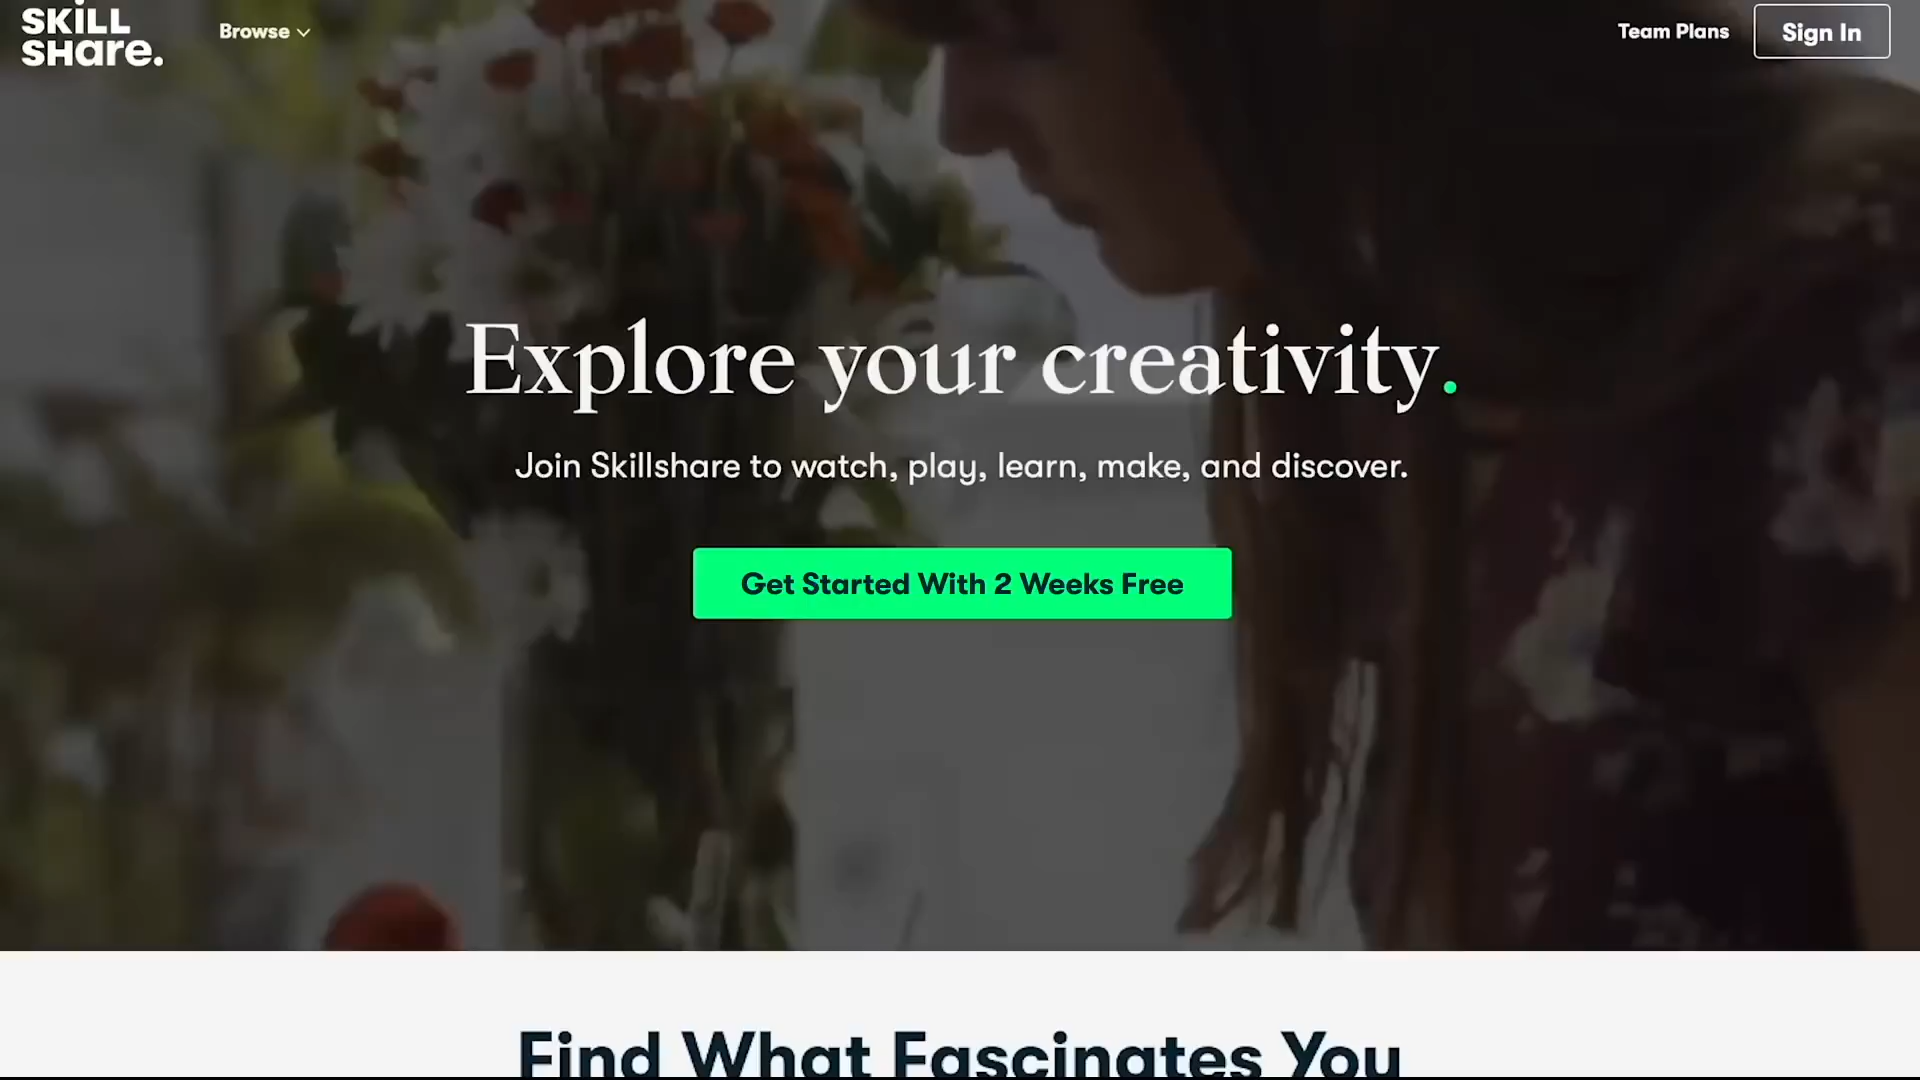 SKILL
SHare.
Browse
Team Plans
Sign In
Explore your creativity.
Join Skillshare to watch, play, learn, make, and discover.
Get Started With 2 Weeks Free
Find What Fascinates You